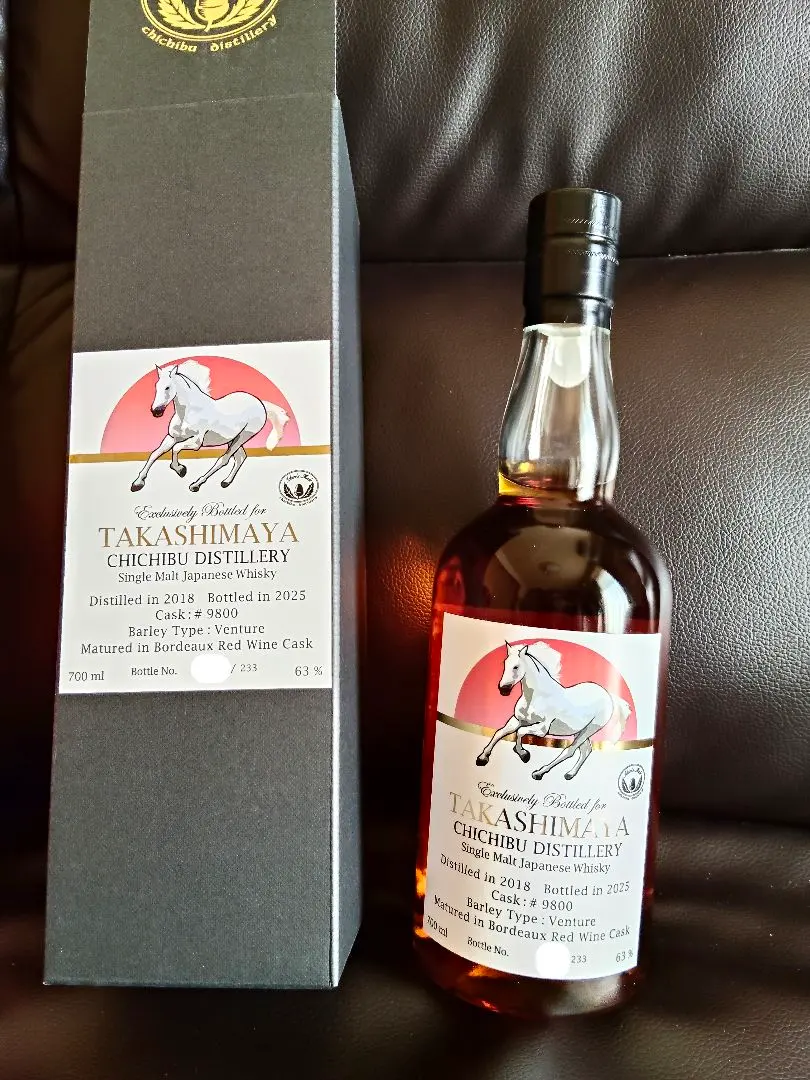 chichibu distillery
Exclusively Bottled for
TAKASHIMAYA
CHICHIBU DISTILLERY
Single Malt Japanese Whisky
Distilled in 2018 Bottled in 2025
Cask : # 9800
Barley Type : Venture
Matured in Bordeaux Red Wine Cask
700 ml Bottle No. / 233 63 %
Exclusively Bottled for
TAKASHIMAYA
CHICHIBU DISTILLERY
Single Malt Japanese Whisky
Distilled in 2018 Bottled in 2025
Cask : # 9800
Barley Type : Venture
Matured in Bordeaux Red Wine Cask
700 ml Bottle No. 233 63 %